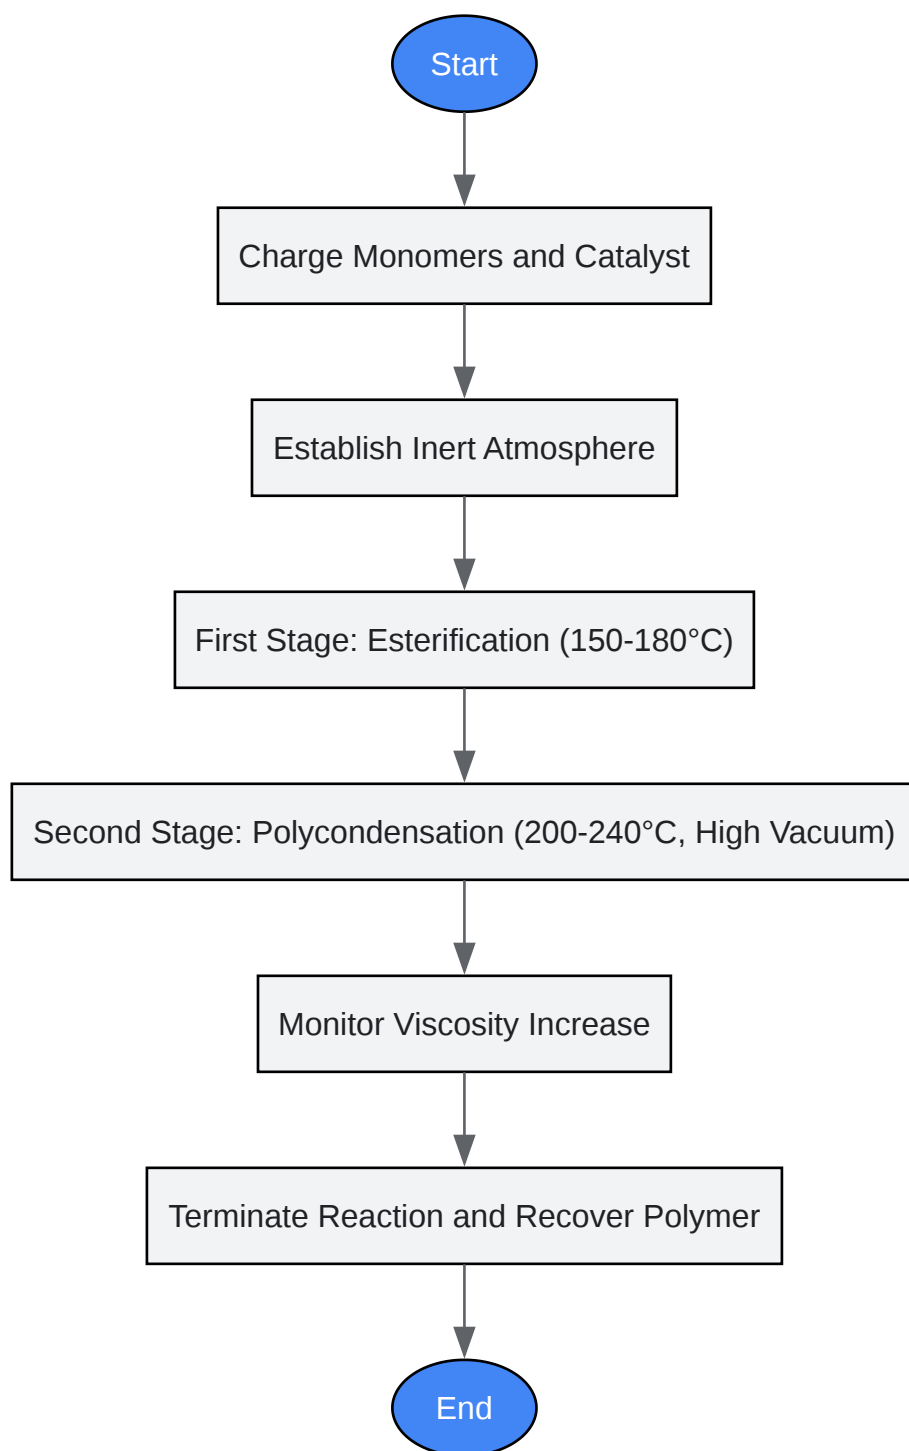 Start
Charge Monomers and Catalyst
Establish Inert Atmosphere
First Stage: Esterification (150-180°C)
Second Stage: Polycondensation (200-240°C, High Vacuum)
Monitor Viscosity Increase
Terminate Reaction and Recover Polymer
End